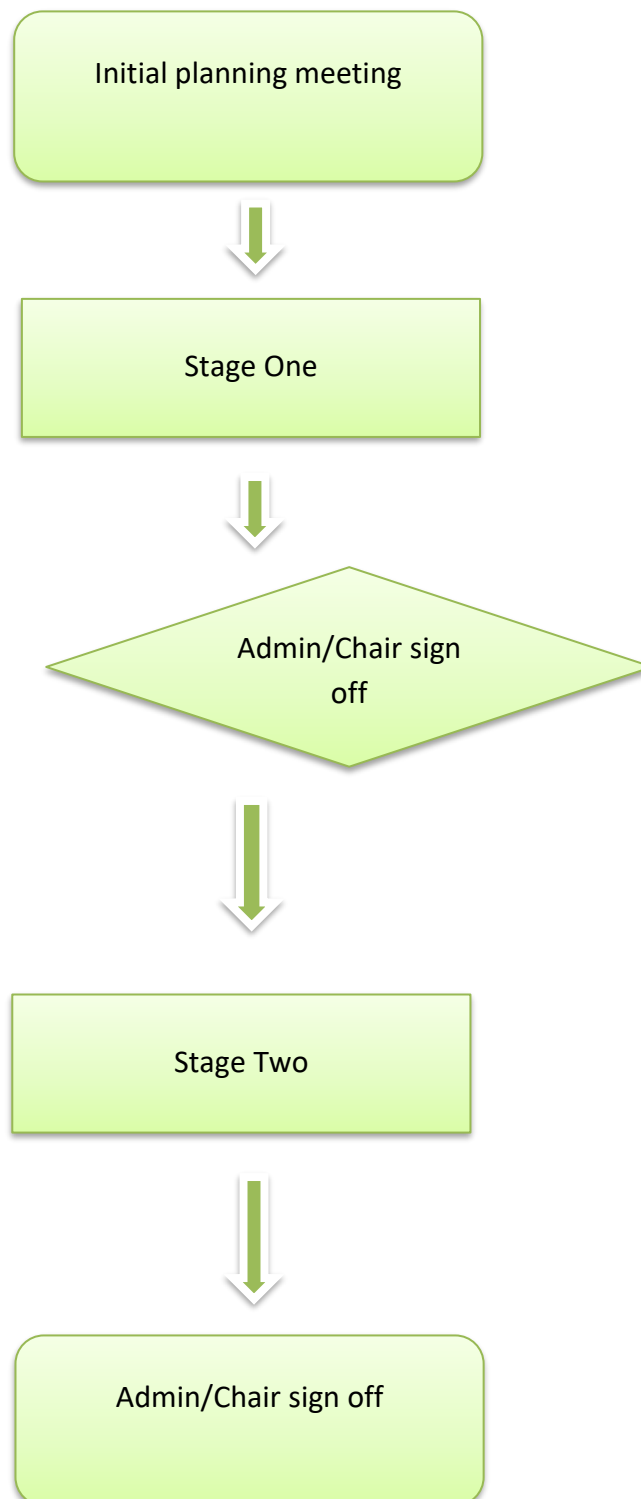 Initial planning meeting
Stage One
Admin/Chair sign
off
Stage Two
Admin/Chair sign off